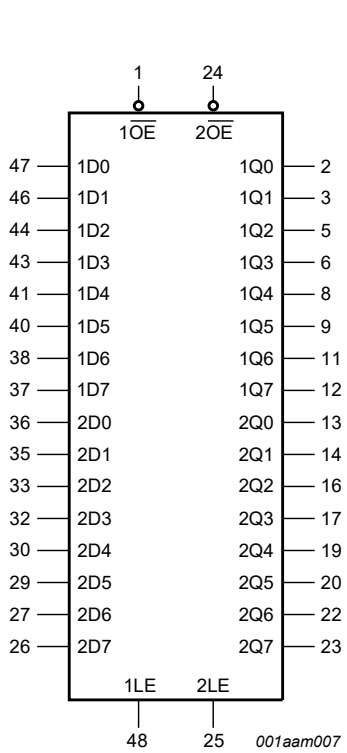 1 24
1OE 2OE
47 1D0 1Q0 2
46 1D1 1Q1 3
44 1D2 1Q2 5
43 1D3 1Q3 6
41 1D4 1Q4 8
40 1D5 1Q5 9
38 1D6 1Q6 11
37 1D7 1Q7 12
36 2D0 2Q0 13
35 2D1 2Q1 14
33 2D2 2Q2 16
32 2D3 2Q3 17
30 2D4 2Q4 19
29 2D5 2Q5 20
27 2D6 2Q6 22
26 2D7 2Q7 23
1LE 2LE
48 25 001aam007